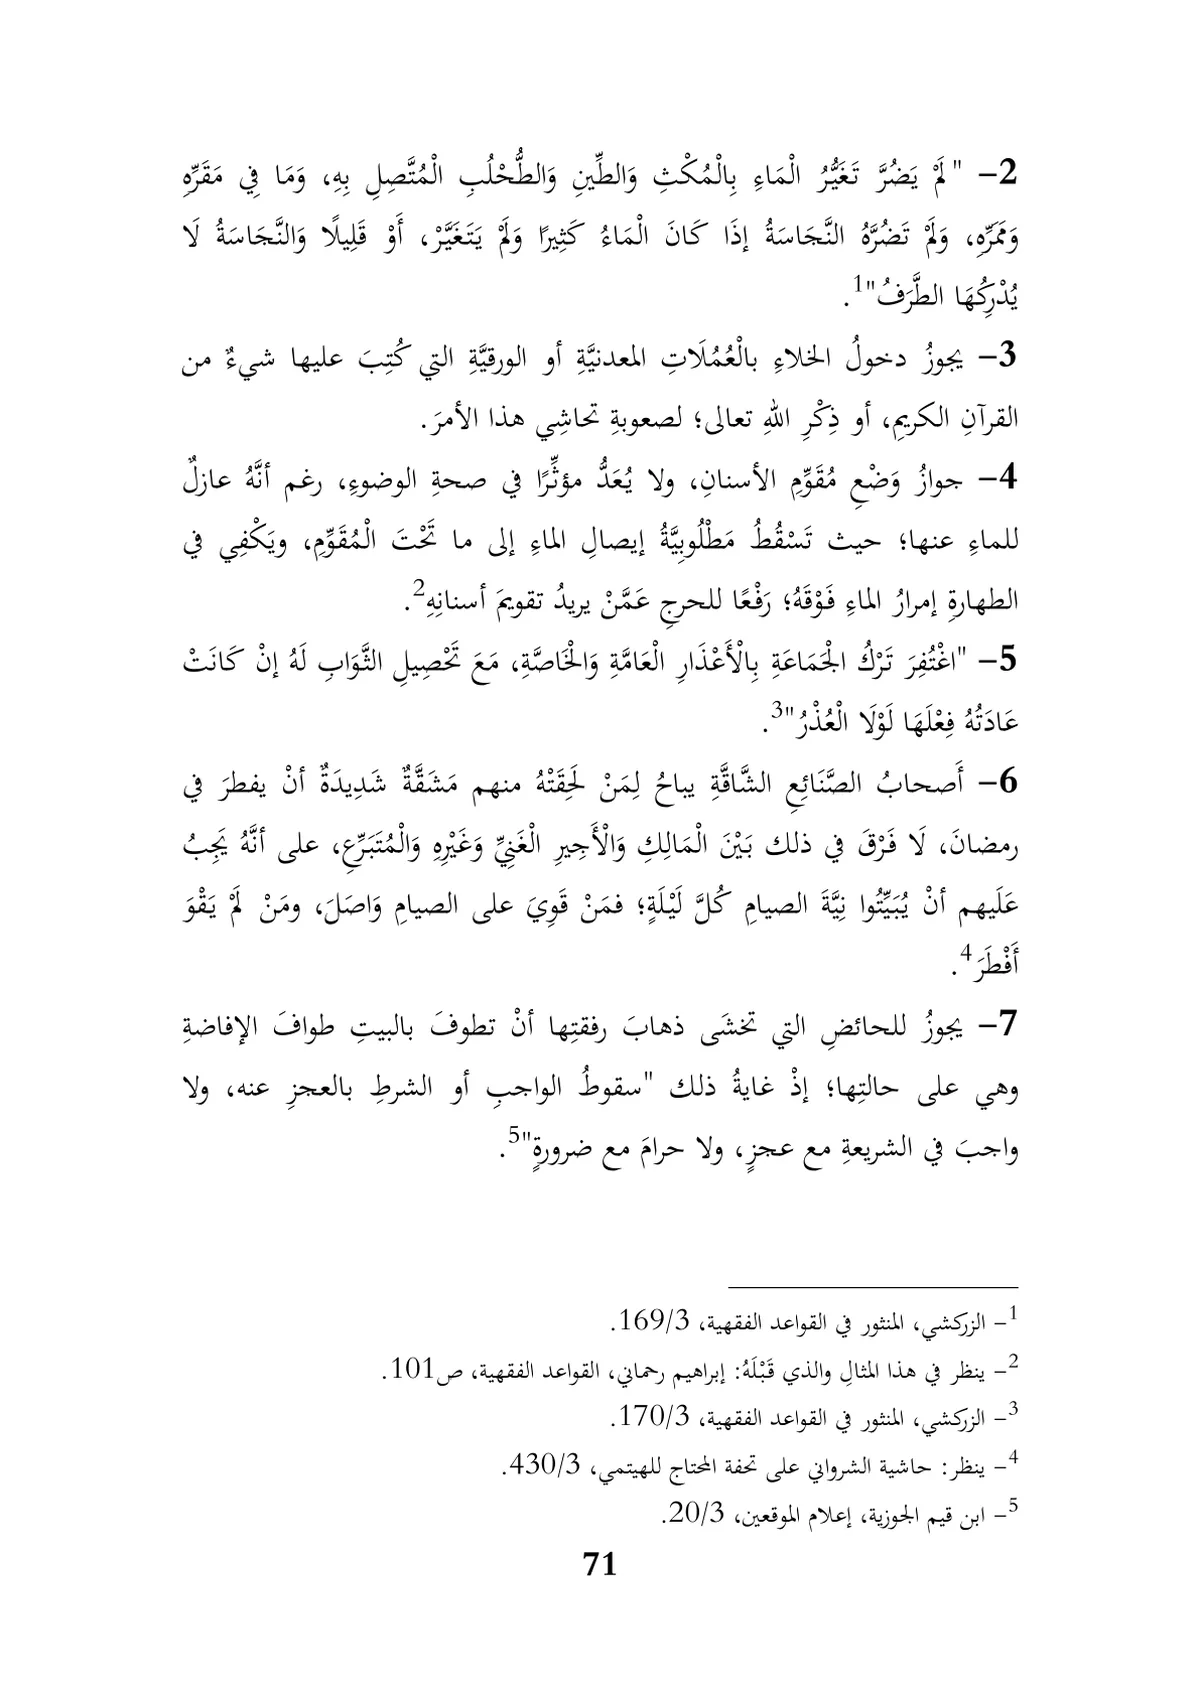 2- " لَمْ يَضُرَّ تَغَيُّرُ الْمَاءِ بِالْمُكْثِ وَالطِّينِ وَالطُّحْلُبِ الْمُتَّصِلِ بِهِ، وَمَا فِي مَقَرِّهِ
وَمَمَرِّهِ، وَلَمْ تَضُرَّهُ النَّجَاسَةُ إذَا كَانَ الْمَاءُ كَثِيرًا وَلَمْ يَتَغَيَّرْ، أَوْ قَلِيلًا وَالنَّجَاسَةُ لَا
يُدْرِكُهَا الطَّرَفُ"1.
3- يجوزُ دخولُ الخلاءِ بالْعُمُلَاتِ المعدنيَّةِ أو الورقيَّةِ التي كُتِبَ عليها شيءٌ من
القرآنِ الكريمِ، أو ذِكْرِ اللهِ تعالى؛ لصعوبةِ تحاشِي هذا الأمرَ.
4- جوازُ وَضْعِ مُقَوِّمِ الأسنانِ، ولا يُعَدُّ مؤثِّرًا في صحةِ الوضوءِ، رغم أنَّهُ عازلٌ
للماءِ عنها؛ حيث تَسْقُطُ مَطْلُوبِيَّةُ إيصالِ الماءِ إلى ما تَحْتَ الْمُقَوِّمِ، ويَكْفِي في
الطهارةِ إمرارُ الماءِ فَوْقَهُ؛ رَفْعًا للحرجِ عَمَّنْ يريدُ تقويمَ أسنانِهِ2.
5- "اغْتُفِرَ تَرْكُ الْجَمَاعَةِ بِالْأَعْذَارِ الْعَامَّةِ وَالْخَاصَّةِ، مَعَ تَحْصِيلِ الثَّوَابِ لَهُ إنْ كَانَتْ
عَادَتُهُ فِعْلَهَا لَوْلَا الْعُذْرُ"3.
6- أَصحابُ الصَّنَائِعِ الشَّاقَّةِ يباحُ لِمَنْ لَحِقَتْهُ منهم مَشَقَّةٌ شَدِيدَةٌ أنْ يفطرَ في
رمضانَ، لَا فَرْقَ في ذلك بَيْنَ الْمَالِكِ وَالْأَجِيرِ الْغَنِيِّ وَغَيْرِهِ وَالْمُتَبَرِّعِ، على أنَّهُ يَجِبُ
عَلَيهم أنْ يُبَيِّتُوا نِيَّةَ الصيامِ كُلَّ لَيْلَةٍ؛ فمَنْ قَوِيَ على الصيامِ وَاصَلَ، ومَنْ لَمْ يَقْوَ
أَفْطَرَ4.
7- يجوزُ للحائضِ التي تخشَى ذهابَ رفقتِها أنْ تطوفَ بالبيتِ طوافَ الإفاضةِ
وهي على حالتِها؛ إذْ غايةُ ذلك "سقوطُ الواجبِ أو الشرطِ بالعجزِ عنه، ولا
واجبَ في الشريعةِ مع عجزٍ، ولا حرامَ مع ضرورةٍ"5.
1- الزركشي، المنثور في القواعد الفقهية، 169/3.
2- ينظر في هذا المثالِ والذي قَبْلَهُ: إبراهيم رحماني، القواعد الفقهية، ص101.
3- الزركشي، المنثور في القواعد الفقهية، 170/3.
4- ينظر: حاشية الشرواني على تحفة المحتاج للهيتمي، 430/3.
5- ابن قيم الجوزية، إعلام الموقعين، 20/3.
71